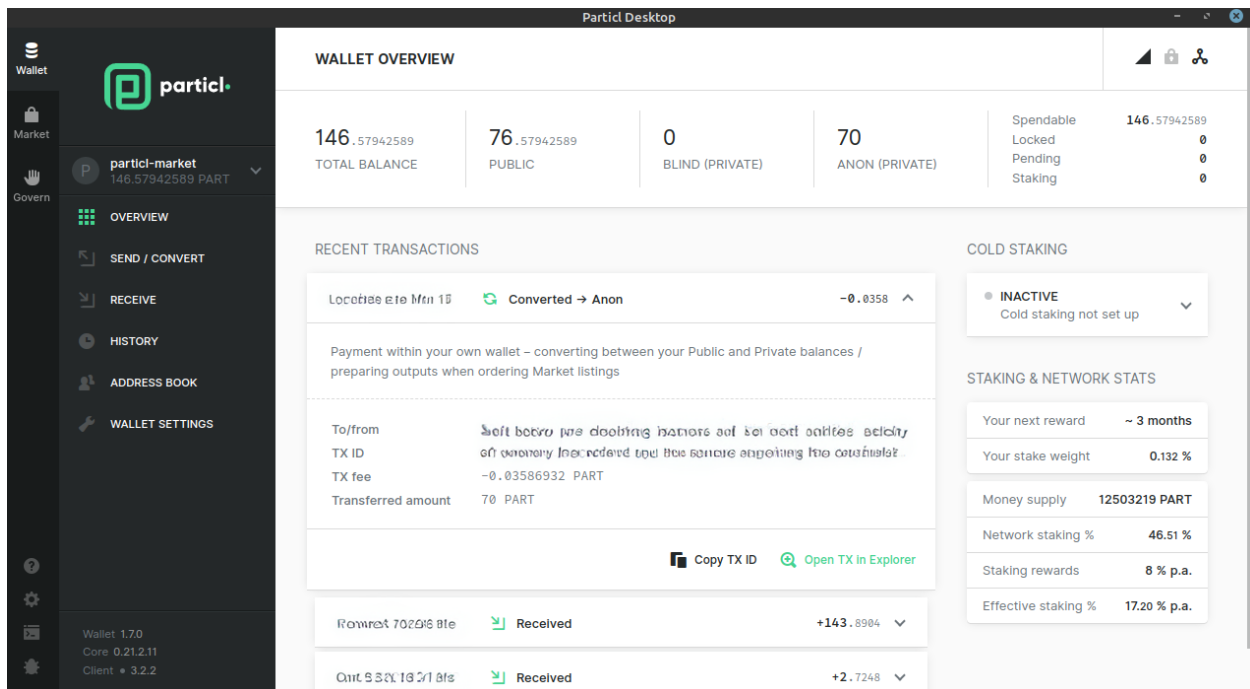 Particl Desktop
Wallet
Market
Govern
particl
P
particl-market
146.57942589 PART
OVERVIEW
SEND / CONVERT
RECEIVE
HISTORY
ADDRESS BOOK
WALLET SETTINGS
Wallet 1.7.0
Core 0.21.2.11
Client • 3.2.2
WALLET OVERVIEW
146.57942589
TOTAL BALANCE
76.57942589
PUBLIC
0
BLIND (PRIVATE)
70
ANON (PRIVATE)
Spendable 146.57942589
Locked 0
Pending 0
Staking 0
RECENT TRANSACTIONS
Converted → Anon -0.0358
Payment within your own wallet – converting between your Public and Private balances /
preparing outputs when ordering Market listings
To/from
TX ID
TX fee -0.03586932 PART
Transferred amount 70 PART
Copy TX ID Open TX in Explorer
Received +143.8904
Received +2.7248
COLD STAKING
INACTIVE
Cold staking not set up
STAKING & NETWORK STATS
Your next reward ~ 3 months
Your stake weight 0.132 %
Money supply 12503219 PART
Network staking % 46.51 %
Staking rewards 8 % p.a.
Effective staking % 17.20 % p.a.